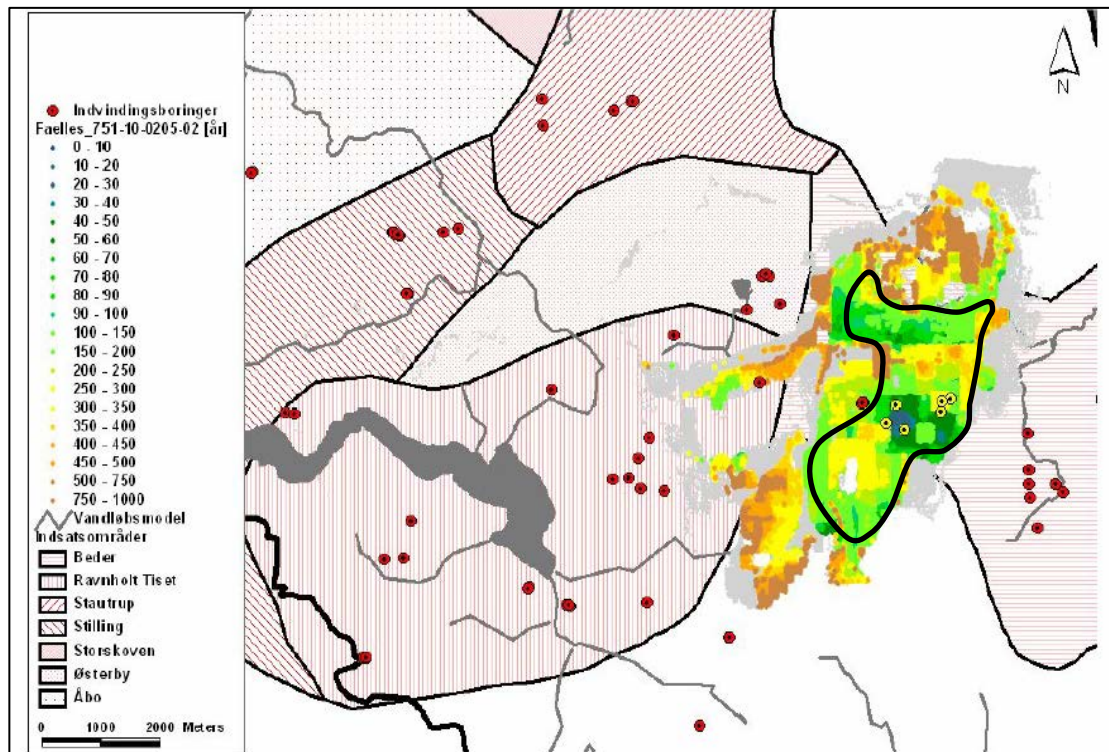 N
Indvindingsboringer
Faelles_751-10-0205-02 [år]
0 - 10
10 - 20
20 - 30
30 - 40
40 - 50
50 - 60
60 - 70
70 - 80
80 - 90
90 - 100
100 - 150
150 - 200
200 - 250
250 - 300
300 - 350
350 - 400
400 - 450
450 - 500
500 - 750
750 - 1000
Vandløbsmodel
Indsatsområder
Beder
Ravnholt Tiset
Stautrup
Stilling
Storskoven
Østerby
Åbo
0 1000 2000 Meters